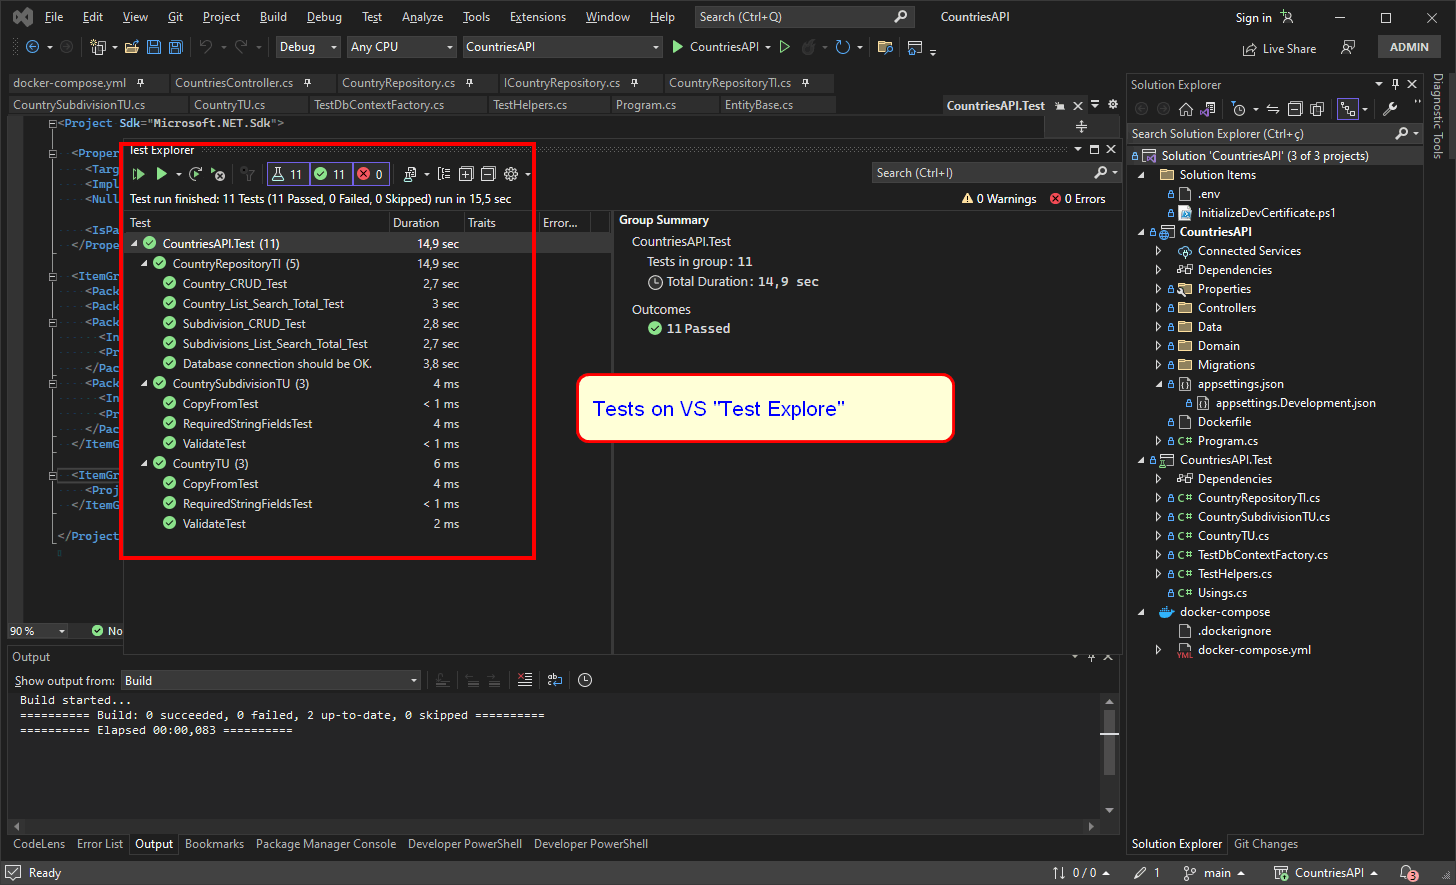 File Edit View Git Project Build Debug Test Analyze Tools Extensions Window Help Search (Ctrl+Q) CountriesAPI Sign in
Debug Any CPU CountriesAPI CountriesAPI Live Share ADMIN
docker-compose.yml CountriesController.cs CountryRepository.cs ICountryRepository.cs CountryRepositoryTI.cs
CountrySubdivisionTU.cs CountryTU.cs TestDbContextFactory.cs TestHelpers.cs Program.cs EntityBase.cs CountriesAPI.Test
<Project Sdk="Microsoft.NET.Sdk">
<Proper
<Targ
<Impl
<Null
<IsPa
</Prope
<ItemGr
<Pack
<Pack
<Pack
<In
<Pr
</Pac
<Pack
<In
<Pr
</Pac
</ItemG
<ItemGr
<Proj
</ItemG
</Project
Test Explorer
11 11 0 Search (Ctrl+I)
Test run finished: 11 Tests (11 Passed, 0 Failed, 0 Skipped) run in 15,5 sec 0 Warnings 0 Errors
Test Duration Traits Error...
CountriesAPI.Test (11) 14,9 sec
CountryRepositoryTI (5) 14,9 sec
Country_CRUD_Test 2,7 sec
Country_List_Search_Total_Test 3 sec
Subdivision_CRUD_Test 2,8 sec
Subdivisions_List_Search_Total_Test 2,7 sec
Database connection should be OK. 3,8 sec
CountrySubdivisionTU (3) 4 ms
CopyFromTest < 1 ms
RequiredStringFieldsTest 4 ms
ValidateTest < 1 ms
CountryTU (3) 6 ms
CopyFromTest 4 ms
RequiredStringFieldsTest < 1 ms
ValidateTest 2 ms
Group Summary
CountriesAPI.Test
Tests in group: 11
Total Duration: 14,9 sec
Outcomes
11 Passed
Tests on VS "Test Explore"
90 % No
Output
Show output from: Build
Build started...
========== Build: 0 succeeded, 0 failed, 2 up-to-date, 0 skipped ==========
========== Elapsed 00:00,083 ==========
CodeLens Error List Output Bookmarks Package Manager Console Developer PowerShell Developer PowerShell
Solution Explorer
Search Solution Explorer (Ctrl+ç)
Solution 'CountriesAPI' (3 of 3 projects)
Solution Items
.env
InitializeDevCertificate.ps1
CountriesAPI
Connected Services
Dependencies
Properties
Controllers
Data
Domain
Migrations
appsettings.json
appsettings.Development.json
Dockerfile
C# Program.cs
CountriesAPI.Test
Dependencies
C# CountryRepositoryTI.cs
C# CountrySubdivisionTU.cs
C# CountryTU.cs
C# TestDbContextFactory.cs
C# TestHelpers.cs
C# Usings.cs
docker-compose
.dockerignore
YML docker-compose.yml
Solution Explorer Git Changes
Diagnostic Tools
Ready 0 / 0 1 main CountriesAPI 3